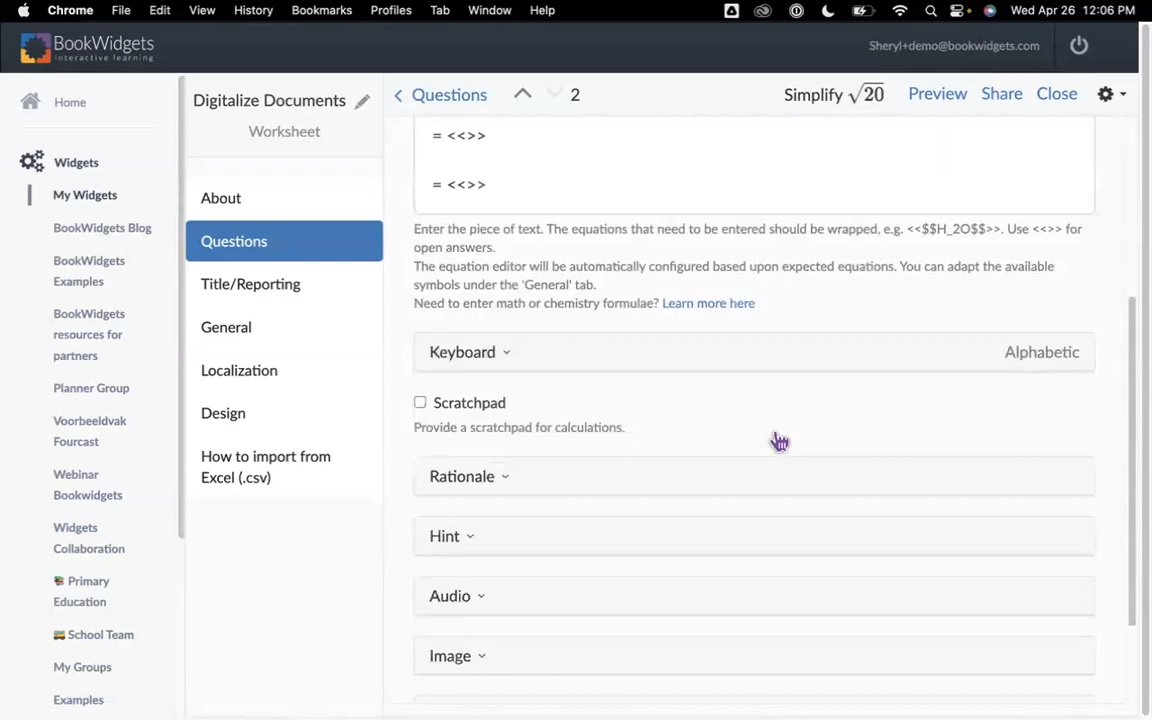 Chrome File Edit View History Bookmarks Profiles Tab Window Help Wed Apr 26 12:06 PM
BookWidgets
interactive learning
Sheryl+demo@bookwidgets.com
Home
Widgets
My Widgets
BookWidgets Blog
BookWidgets
Examples
BookWidgets
resources for
partners
Planner Group
Voorbeeldvak
Fourcast
Webinar
Bookwidgets
Widgets
Collaboration
Primary
Education
School Team
My Groups
Examples
Digitalize Documents
Worksheet
About
Questions
Title/Reporting
General
Localization
Design
How to import from
Excel (.csv)
Questions 2 Simplify √20 Preview Share Close
= <<>>
= <<>>
Enter the piece of text. The equations that need to be entered should be wrapped, e.g. <<$$H_2O$$>>. Use <<>> for
open answers.
The equation editor will be automatically configured based upon expected equations. You can adapt the available
symbols under the 'General' tab.
Need to enter math or chemistry formulae? Learn more here
Keyboard Alphabetic
Scratchpad
Provide a scratchpad for calculations.
Rationale
Hint
Audio
Image